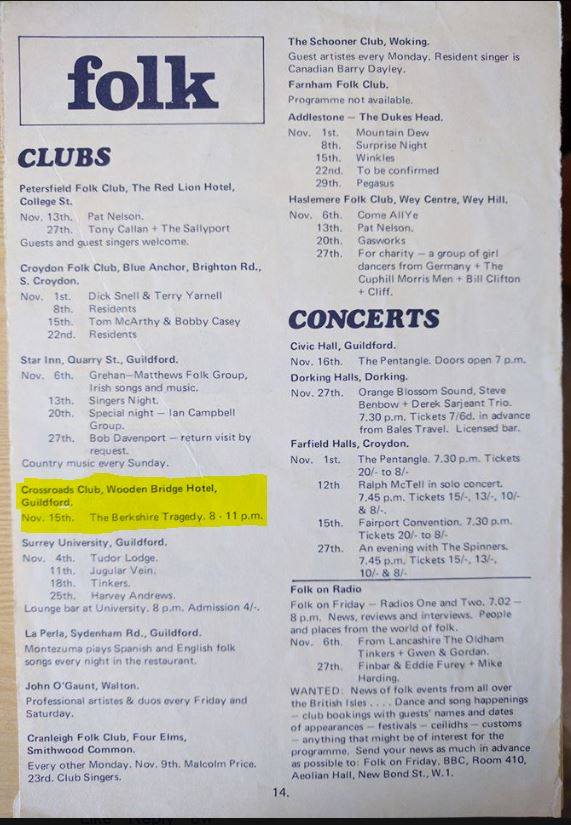 folk
CLUBS
Petersfield Folk Club, The Red Lion Hotel,
College St.
Nov. 13th. Pat Nelson.
27th. Tony Callan + The Sallyport
Guests and guest singers welcome.
Croydon Folk Club, Blue Anchor, Brighton Rd.,
S. Croydon.
Nov. 1st. Dick Snell & Terry Yarnell
8th. Residents
15th. Tom McArthy & Bobby Casey
22nd. Residents
Star Inn, Quarry St., Guildford.
Nov. 6th. Grehan-Matthews Folk Group,
Irish songs and music.
13th. Singers Night.
20th. Special night — Ian Campbell
Group.
27th. Bob Davenport — return visit by
request.
Country music every Sunday.
Crossroads Club, Wooden Bridge Hotel,
Guildford.
Nov. 15th. The Berkshire Tragedy. 8 - 11 p.m.
Surrey University, Guildford.
Nov. 4th. Tudor Lodge.
11th. Jugular Vein.
18th. Tinkers.
25th. Harvey Andrews.
Lounge bar at University. 8 p.m. Admission 4/-.
La Perla, Sydenham Rd., Guildford.
Montezuma plays Spanish and English folk
songs every night in the restaurant.
John O'Gaunt, Walton.
Professional artistes & duos every Friday and
Saturday.
Cranleigh Folk Club, Four Elms,
Smithwood Common.
Every other Monday. Nov. 9th. Malcolm Price.
23rd. Club Singers.
The Schooner Club, Woking.
Guest artistes every Monday. Resident singer is
Canadian Barry Dayley.
Farnham Folk Club.
Programme not available.
Addlestone — The Dukes Head.
Nov. 1st. Mountain Dew
8th. Surprise Night
15th. Winkles
22nd. To be confirmed
29th. Pegasus
Haslemere Folk Club, Wey Centre, Wey Hill.
Nov. 6th. Come All Ye
13th. Pat Nelson.
20th. Gasworks
27th. For charity — a group of girl
dancers from Germany + The
Cuphill Morris Men + Bill Clifton
+ Cliff.
CONCERTS
Civic Hall, Guildford.
Nov. 16th. The Pentangle. Doors open 7 p.m.
Dorking Halls, Dorking.
Nov. 27th. Orange Blossom Sound, Steve
Benbow + Derek Sarjeant Trio.
7.30 p.m. Tickets 7/6d. in advance
from Bales Travel. Licensed bar.
Farfield Halls, Croydon.
Nov. 1st. The Pentangle. 7.30 p.m. Tickets
20/- to 8/-
12th Ralph McTell in solo concert.
7.45 p.m. Tickets 15/-, 13/-, 10/-
& 8/-.
15th Fairport Convention. 7.30 p.m.
Tickets 20/- to 8/-
27th. An evening with The Spinners.
7.45 p.m. Tickets 15/-, 13/-,
10/- & 8/-
Folk on Radio
Folk on Friday — Radios One and Two. 7.02 —
8 p.m. News, reviews and interviews. People
and places from the world of folk.
Nov. 6th. From Lancashire The Oldham
Tinkers + Gwen & Gordan.
27th. Finbar & Eddie Furey + Mike
Harding.
WANTED: News of folk events from all over
the British Isles . . . . Dance and song happenings
— club bookings with guests' names and dates
of appearances — festivals — ceilidhs — customs
— anything that might be of interest for the
programme. Send your news as much in advance
as possible to: Folk on Friday, BBC, Room 410,
Aeolian Hall, New Bond St., W.1.
14.